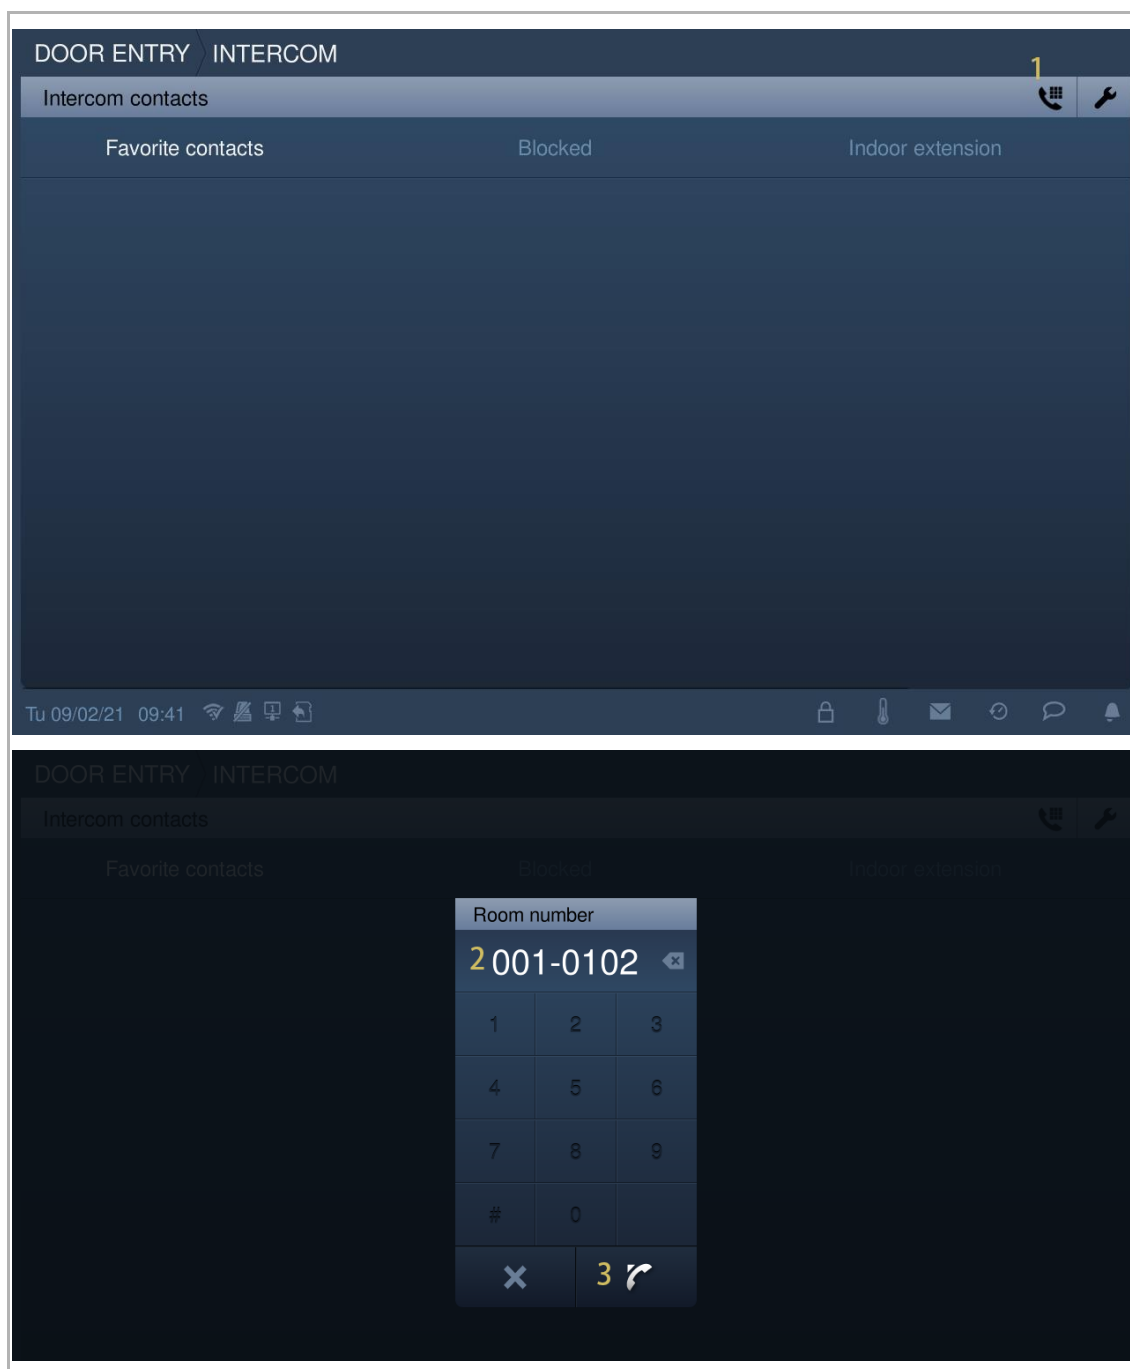 DOOR ENTRY INTERCOM
1
Intercom contacts
Favorite contacts Blocked Indoor extension
Tu 09/02/21 09:41
DOOR ENTRY INTERCOM
Intercom contacts
Favorite contacts Blocked Indoor extension
Room number
2 001-0102
1 2 3
4 5 6
7 8 9
# 0
3